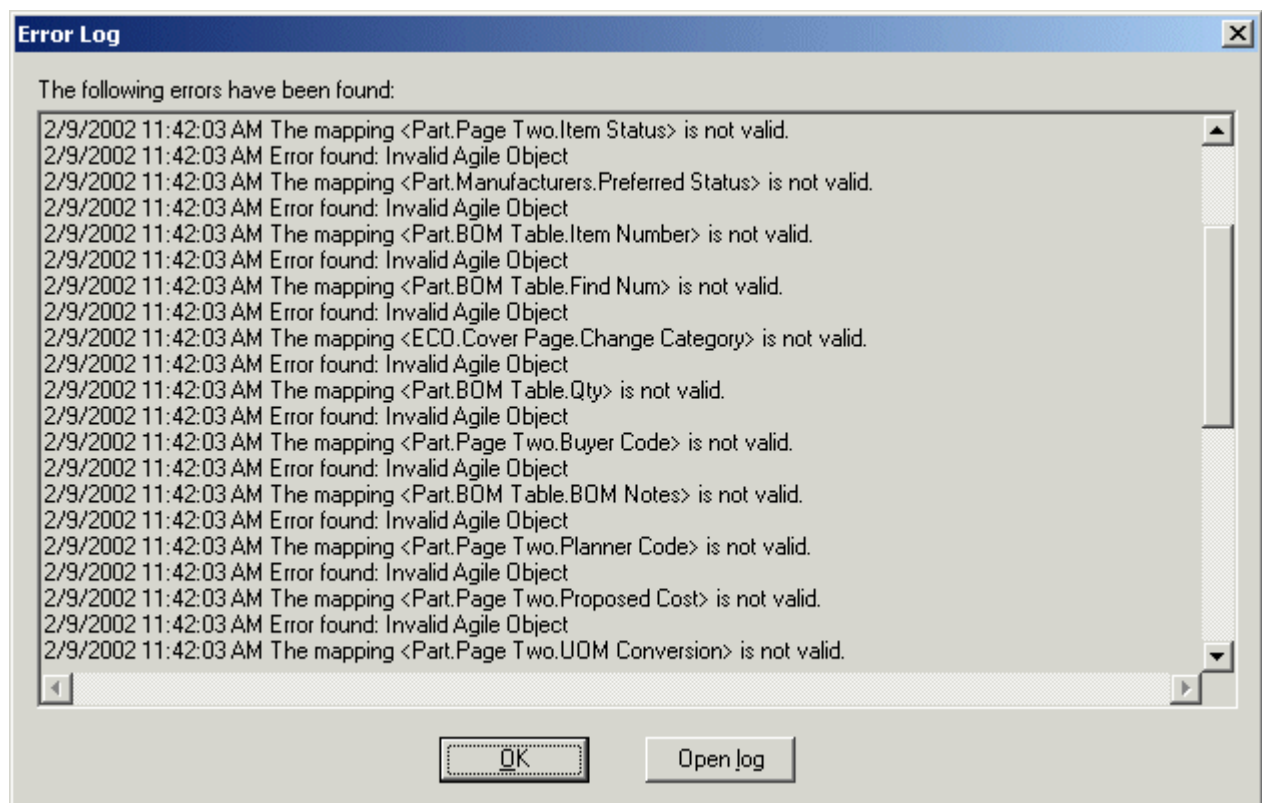 Error Log
The following errors have been found:
2/9/2002 11:42:03 AM The mapping <Part.Page Two.Item Status> is not valid.
2/9/2002 11:42:03 AM Error found: Invalid Agile Object
2/9/2002 11:42:03 AM The mapping <Part.Manufacturers.Preferred Status> is not valid.
2/9/2002 11:42:03 AM Error found: Invalid Agile Object
2/9/2002 11:42:03 AM The mapping <Part.BOM Table.Item Number> is not valid.
2/9/2002 11:42:03 AM Error found: Invalid Agile Object
2/9/2002 11:42:03 AM The mapping <Part.BOM Table.Find Num> is not valid.
2/9/2002 11:42:03 AM Error found: Invalid Agile Object
2/9/2002 11:42:03 AM The mapping <ECO.Cover Page.Change Category> is not valid.
2/9/2002 11:42:03 AM Error found: Invalid Agile Object
2/9/2002 11:42:03 AM The mapping <Part.BOM Table.Qty> is not valid.
2/9/2002 11:42:03 AM Error found: Invalid Agile Object
2/9/2002 11:42:03 AM The mapping <Part.Page Two.Buyer Code> is not valid.
2/9/2002 11:42:03 AM Error found: Invalid Agile Object
2/9/2002 11:42:03 AM The mapping <Part.BOM Table.BOM Notes> is not valid.
2/9/2002 11:42:03 AM Error found: Invalid Agile Object
2/9/2002 11:42:03 AM The mapping <Part.Page Two.Planner Code> is not valid.
2/9/2002 11:42:03 AM Error found: Invalid Agile Object
2/9/2002 11:42:03 AM The mapping <Part.Page Two.Proposed Cost> is not valid.
2/9/2002 11:42:03 AM Error found: Invalid Agile Object
2/9/2002 11:42:03 AM The mapping <Part.Page Two.UOM Conversion> is not valid.
OK
Open log